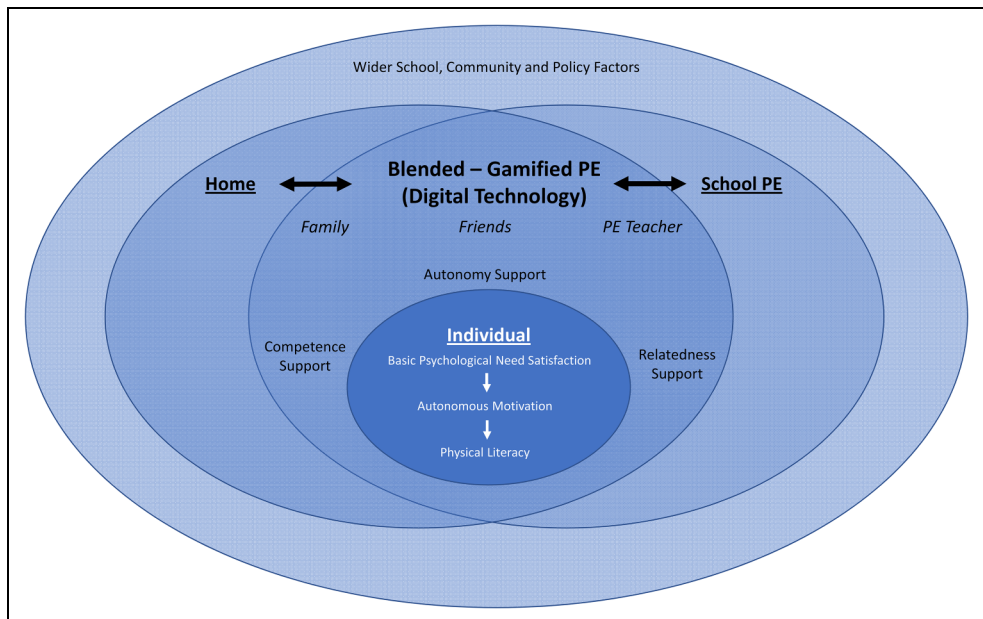 Wider School, Community and Policy Factors
Blended – Gamified PE
(Digital Technology)
Home
School PE
Family
Friends
PE Teacher
Autonomy Support
Competence
Support
Relatedness
Support
Individual
Basic Psychological Need Satisfaction
Autonomous Motivation
Physical Literacy